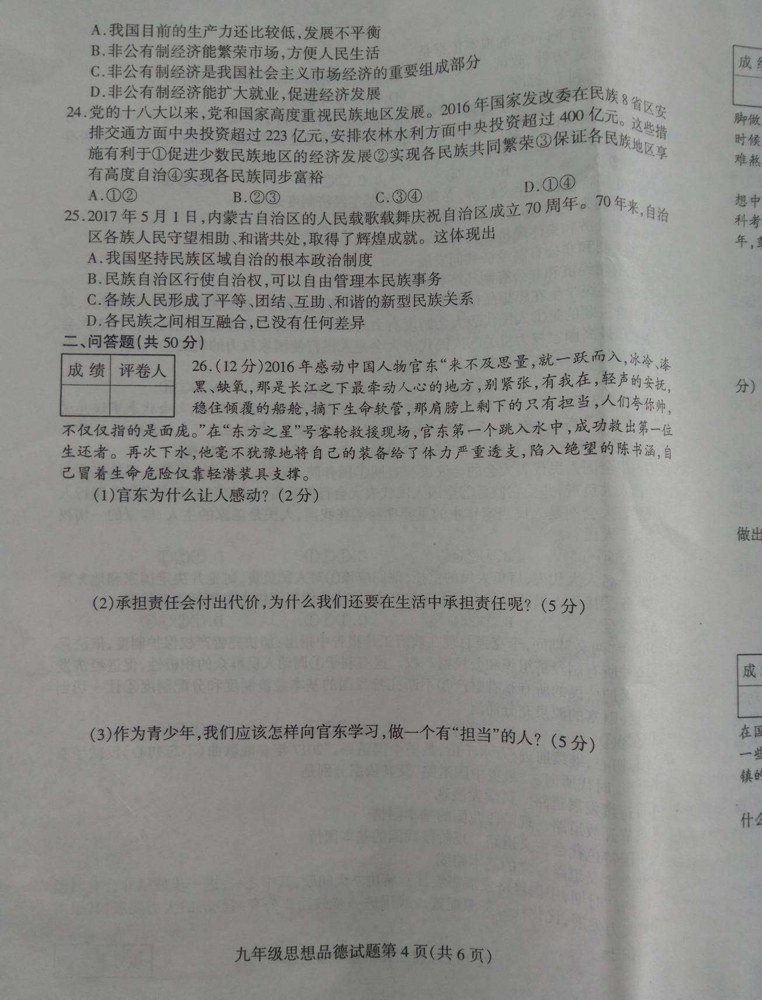 A.我国目前的生产力还比较低,发展不平衡
B.非公有制经济能繁荣市场,方便人民生活
C.非公有制经济是我国社会主义市场经济的重要组成部分
D.非公有制经济能扩大就业,促进经济发展
24.党的十八大以来,党和国家高度重视民族地区发展。2016年国家发改委在民族8省区安
排交通方面中央投资超过223亿元,安排农林水利方面中央投资超过400亿元。这些措
施有利于①促进少数民族地区的经济发展②实现各民族共同繁荣③保证各民族地区享
有高度自治④实现各民族同步富裕
A.①② B.②③ C.③④ D.①④
25.2017年5月1日,内蒙古自治区的人民载歌载舞庆祝自治区成立70周年。70年来,自治
区各族人民守望相助、和谐共处,取得了辉煌成就。这体现出
A.我国坚持民族区域自治的根本政治制度
B.民族自治区行使自治权,可以自由管理本民族事务
C.各族人民形成了平等、团结、互助、和谐的新型民族关系
D.各民族之间相互融合,已没有任何差异
二、问答题(共50分)
成绩 评卷人
26.(12分)2016年感动中国人物官东“来不及思量,就一跃而入,冰冷、漆
黑、缺氧,那是长江之下最牵动人心的地方,别紧张,有我在,轻声的安抚,
稳住倾覆的船舱,摘下生命软管,那肩膀上剩下的只有担当,人们夸你帅,
不仅仅指的是面庞。”在“东方之星”号客轮救援现场,官东第一个跳入水中,成功救出第一位
生还者。再次下水,他毫不犹豫地将自己的装备给了体力严重透支,陷入绝望的陈书涵,自
己冒着生命危险仅靠轻潜装具支撑。
(1)官东为什么让人感动?(2分)
(2)承担责任会付出代价,为什么我们还要在生活中承担责任呢?(5分)
(3)作为青少年,我们应该怎样向官东学习,做一个有“担当”的人?(5分)
九年级思想品德试题第4页(共6页)
成
脚做
时候
难熬
想中
科考
年,
分)
做出
成
在国
一些
镇的
什么